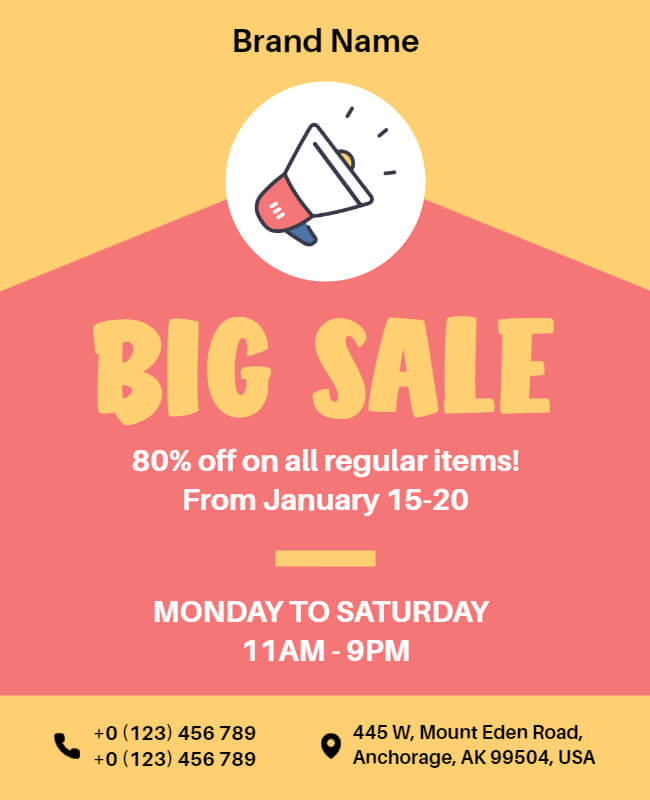 Brand Name
BIG SALE
80% off on all regular items!
From January 15-20
MONDAY TO SATURDAY
11AM - 9PM
+0 (123) 456 789
+0 (123) 456 789
445 W, Mount Eden Road,
Anchorage, AK 99504, USA